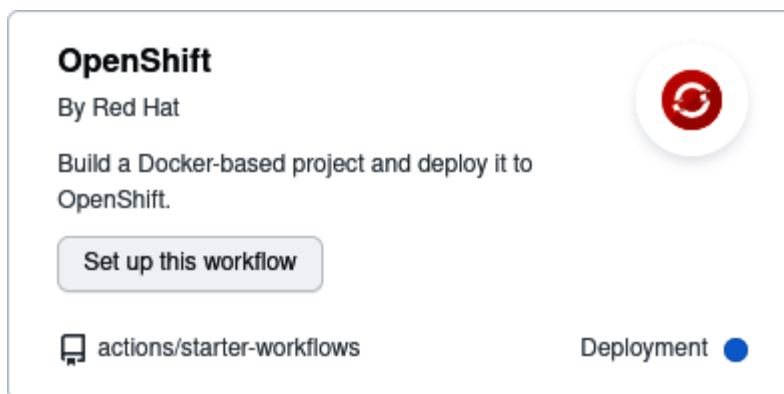 OpenShift
By Red Hat
Build a Docker-based project and deploy it to
OpenShift.
Set up this workflow
actions/starter-workflows
Deployment